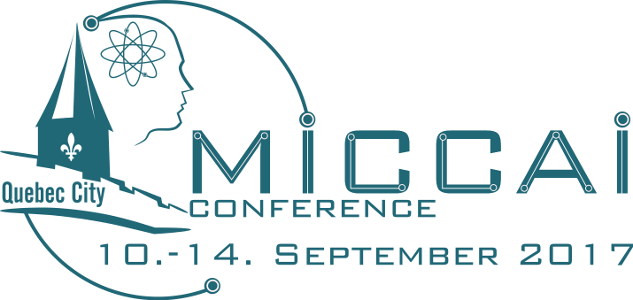 MICCAI
Quebec City
CONFERENCE
10.-14. SEPTEMBER 2017